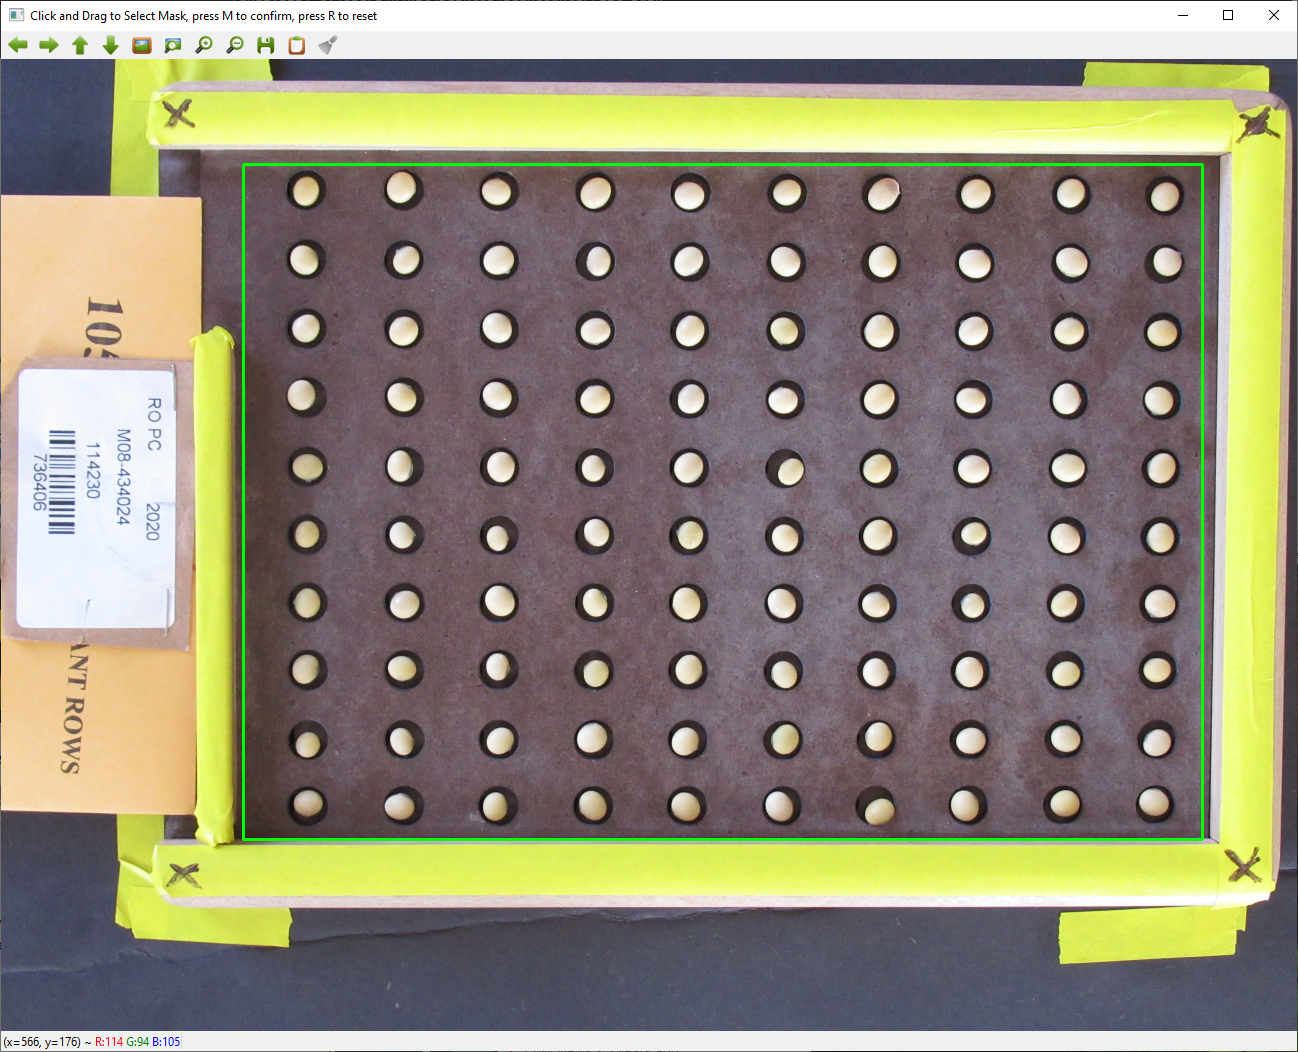 Click and Drag to Select Mask, press M to confirm, press R to reset
105
RO PC 2020
M08-434024
114230
736406
ANT ROWS
(x=566, y=176) ~ R:114 G:94 B:105